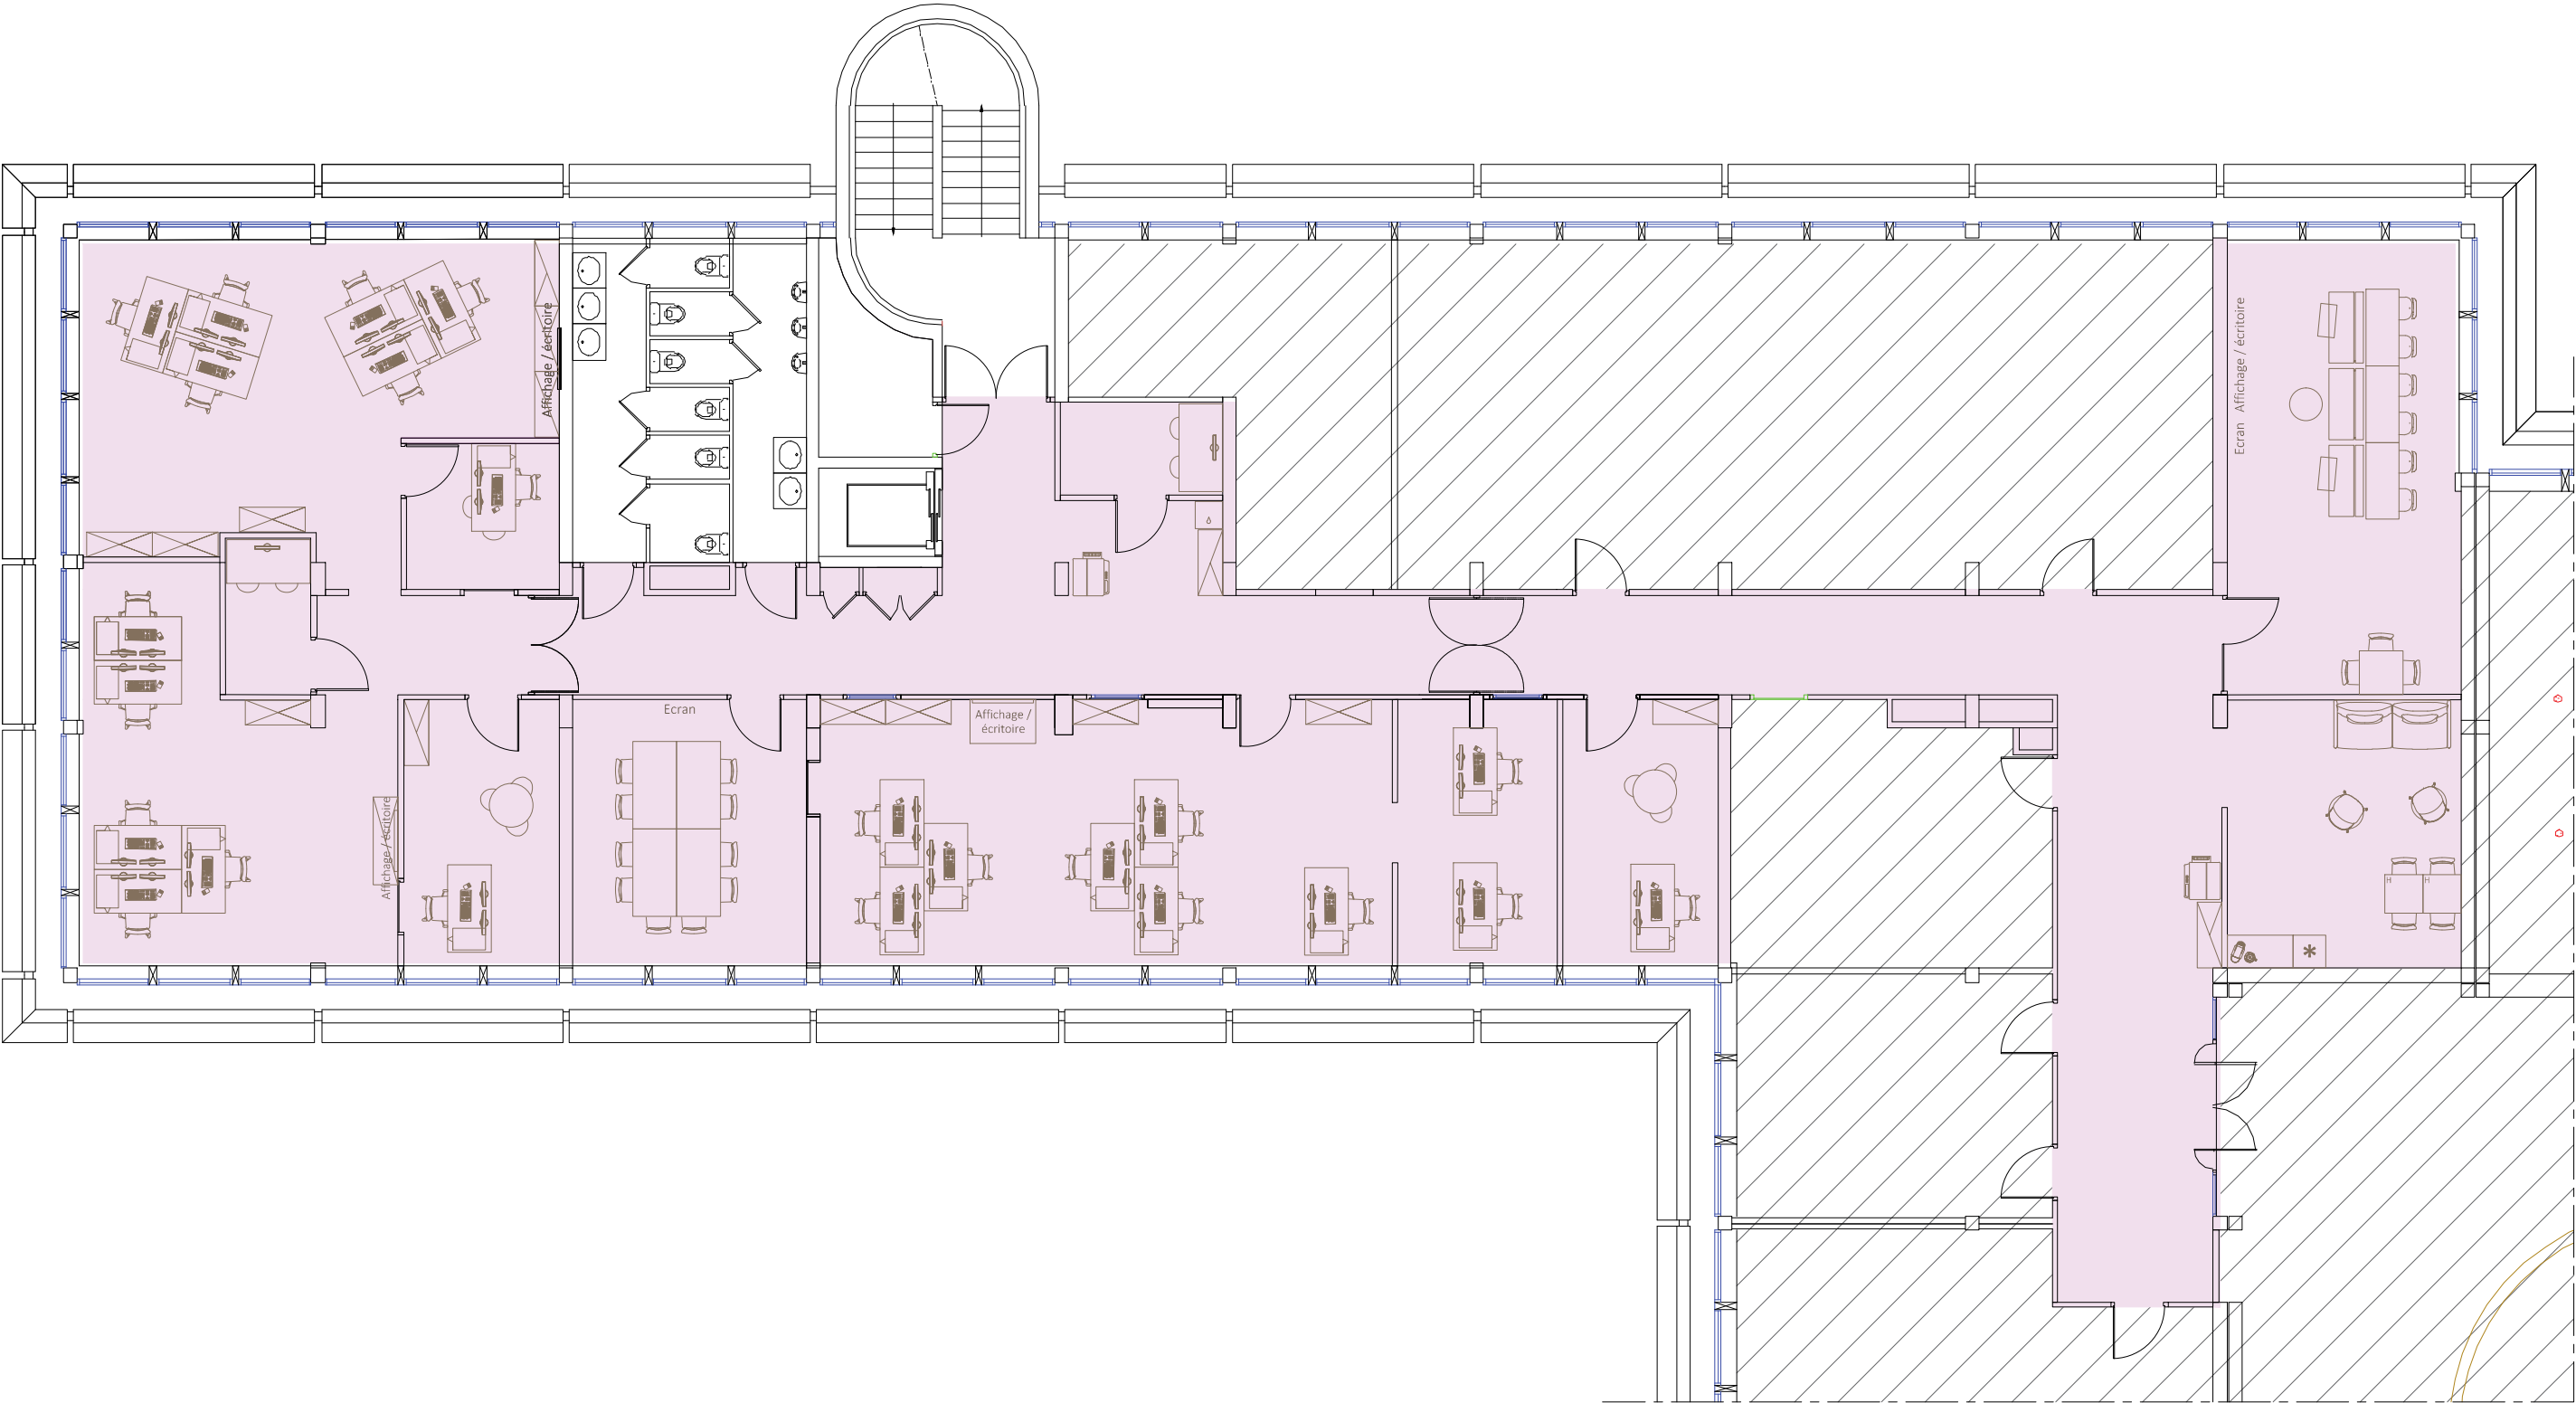 Affichage / écritoire
Ecran Affichage / écritoire
Ecran
Affichage /
écritoire
Affichage / écritoire
H
H
*